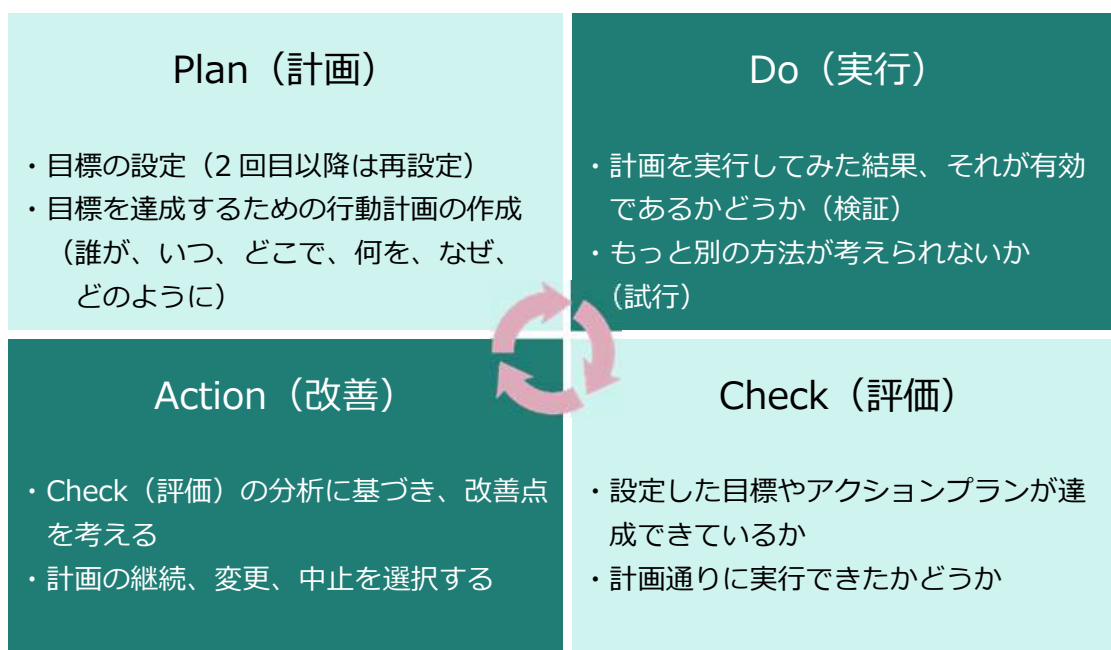 Plan（計画）
・目標の設定（2回目以降は再設定）
・目標を達成するための行動計画の作成
（誰が、いつ、どこで、何を、なぜ、
どのように）
Do（実行）
・計画を実行してみた結果、それが有効
であるかどうか（検証）
・もっと別の方法が考えられないか
（試行）
Action（改善）
・Check（評価）の分析に基づき、改善点
を考える
・計画の継続、変更、中止を選択する
Check（評価）
・設定した目標やアクションプランが達
成できているか
・計画通りに実行できたかどうか